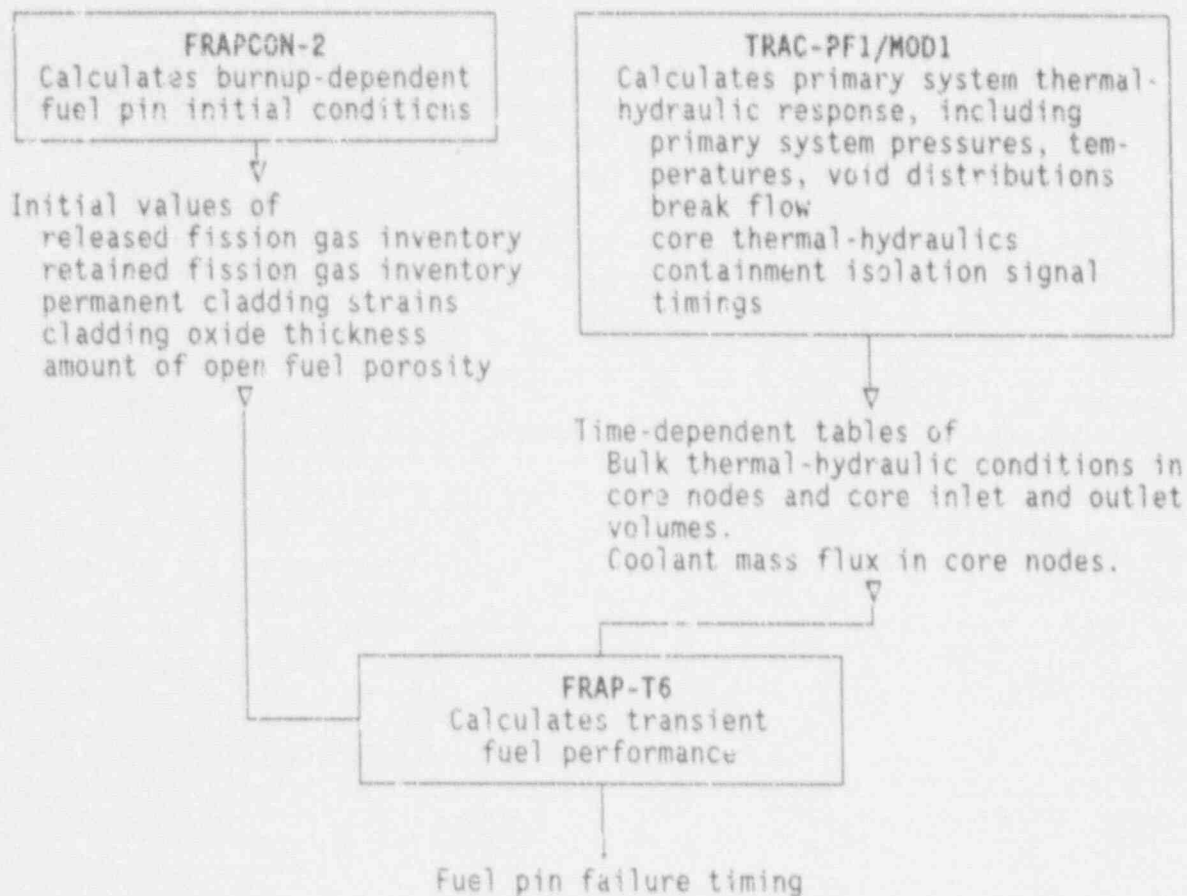 FRAPCON-2
Calculates burnup-dependent
fuel pin initial conditions
Initial values of
released fission gas inventory
retained fission gas inventory
permanent cladding strains
cladding oxide thickness
amount of open fuel porosity
TRAC-PF1/MOD1
Calculates primary system thermal-
hydraulic response, including
primary system pressures, tem-
peratures, void distributions
break flow
core thermal-hydraulics
containment isolation signal
timings
Time-dependent tables of
Bulk thermal-hydraulic conditions in
core nodes and core inlet and outlet
volumes.
Coolant mass flux in core nodes.
FRAP-T6
Calculates transient
fuel performance
Fuel pin failure timing